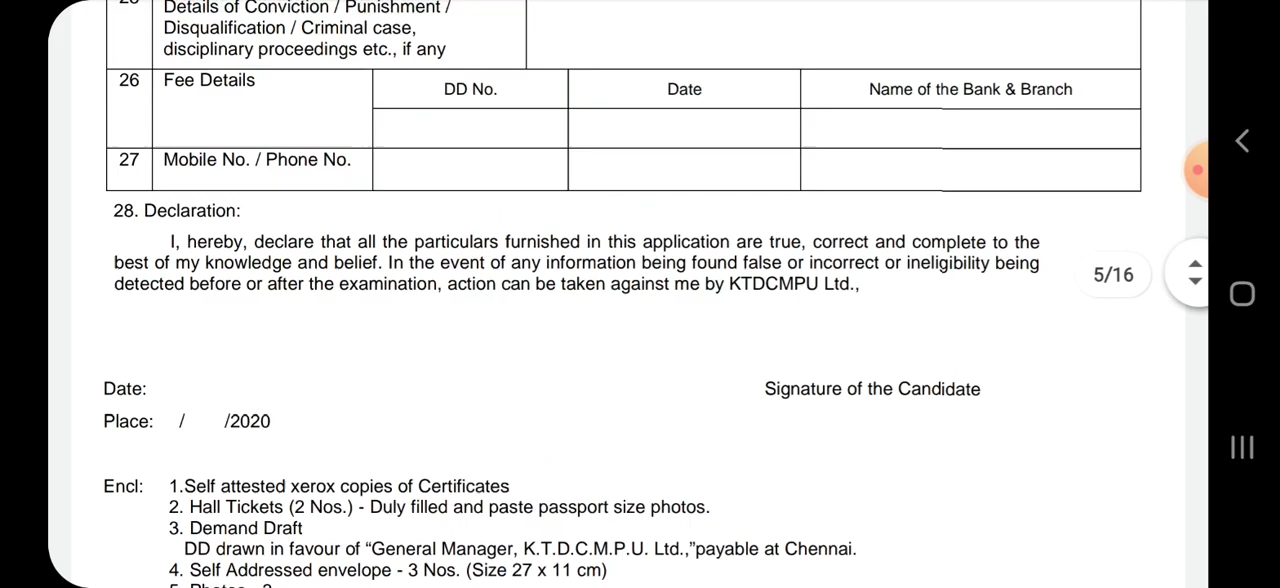 Details of Conviction / Punishment /
Disqualification / Criminal case,
disciplinary proceedings etc., if any
26 Fee Details DD No. Date Name of the Bank & Branch
27 Mobile No. / Phone No.
28. Declaration:
I, hereby, declare that all the particulars furnished in this application are true, correct and complete to the
best of my knowledge and belief. In the event of any information being found false or incorrect or ineligibility being
detected before or after the examination, action can be taken against me by KTDCMPU Ltd.,
5/16
Date: Signature of the Candidate
Place: / /2020
Encl: 1.Self attested xerox copies of Certificates
2. Hall Tickets (2 Nos.) - Duly filled and paste passport size photos.
3. Demand Draft
DD drawn in favour of “General Manager, K.T.D.C.M.P.U. Ltd.,”payable at Chennai.
4. Self Addressed envelope - 3 Nos. (Size 27 x 11 cm)